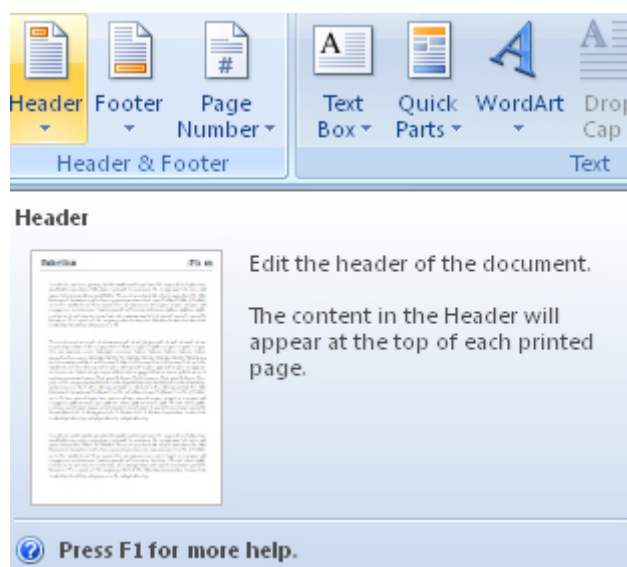 Header Footer Page Number Text Box Quick Parts WordArt Drop Cap
Header & Footer Text
Header
Edit the header of the document.
The content in the Header will
appear at the top of each printed
page.
Press F1 for more help.